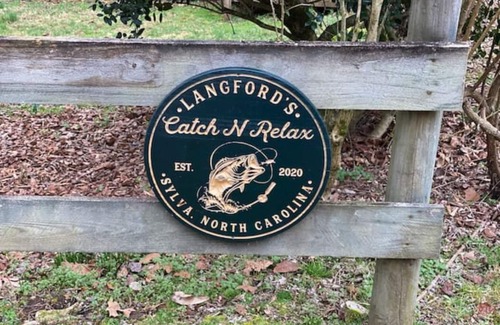 LANGFORD'S
Catch N Relax
EST. 2020
SYLVA, NORTH CAROLINA